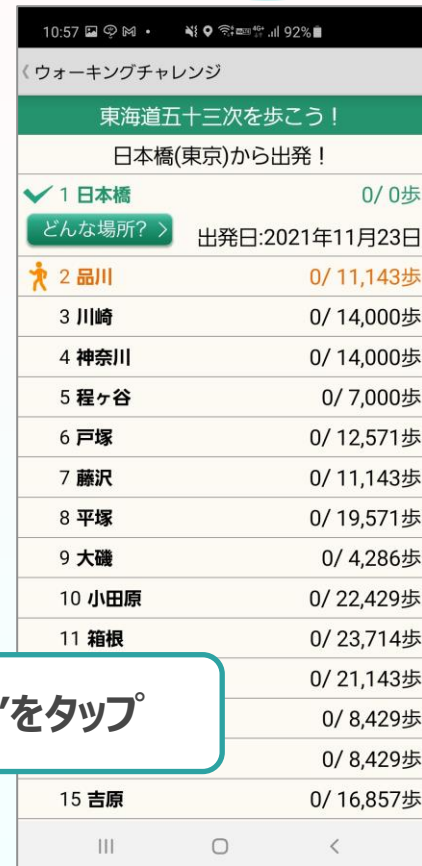 10:57 92%
ウォーキングチャレンジ
東海道五十三次を歩こう！
日本橋(東京)から出発！
1 日本橋 0/ 0歩
どんな場所? >
出発日:2021年11月23日
2 品川 0/ 11,143歩
3 川崎 0/ 14,000歩
4 神奈川 0/ 14,000歩
5 程ヶ谷 0/ 7,000歩
6 戸塚 0/ 12,571歩
7 藤沢 0/ 11,143歩
8 平塚 0/ 19,571歩
9 大磯 0/ 4,286歩
10 小田原 0/ 22,429歩
11 箱根 0/ 23,714歩
0/ 21,143歩
”をタップ
0/ 8,429歩
0/ 8,429歩
15 吉原 0/ 16,857歩